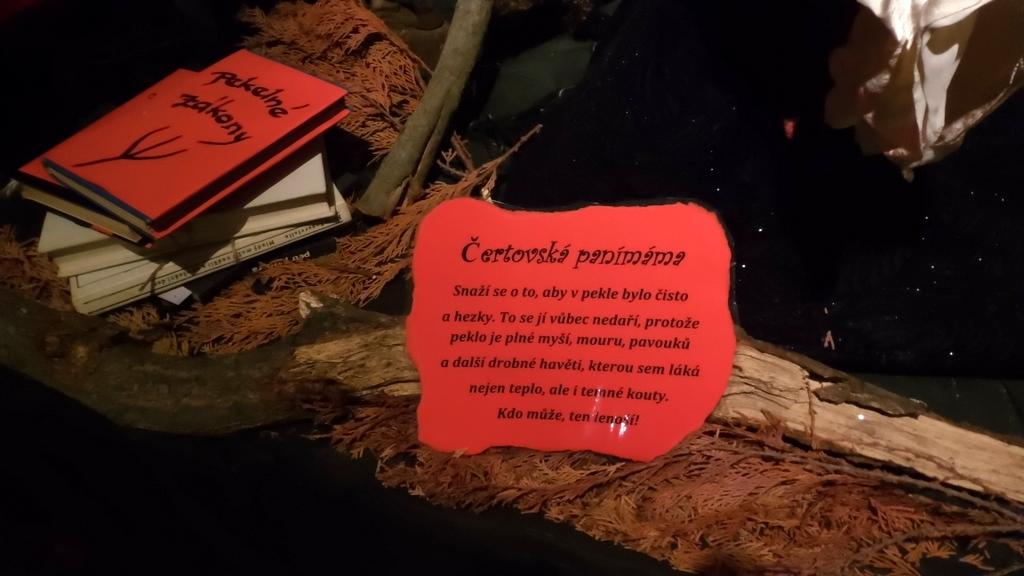 Pekelné
zákony
Čertovská panímáma
Snaží se o to, aby v pekle bylo čisto
a hezky. To se jí vůbec nedaří, protože
peklo je plné myší, mouru, pavouků
a další drobné havěti, kterou sem láká
nejen teplo, ale i temné kouty.
Kdo může, ten lenoší!